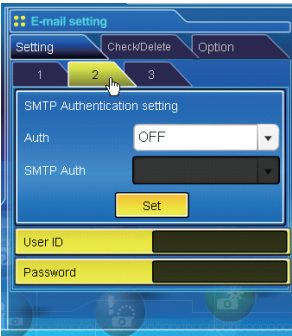 E-mail setting
Setting Check/Delete Option
1 2 3
SMTP Authentication setting
Auth OFF
SMTP Auth
Set
User ID
Password